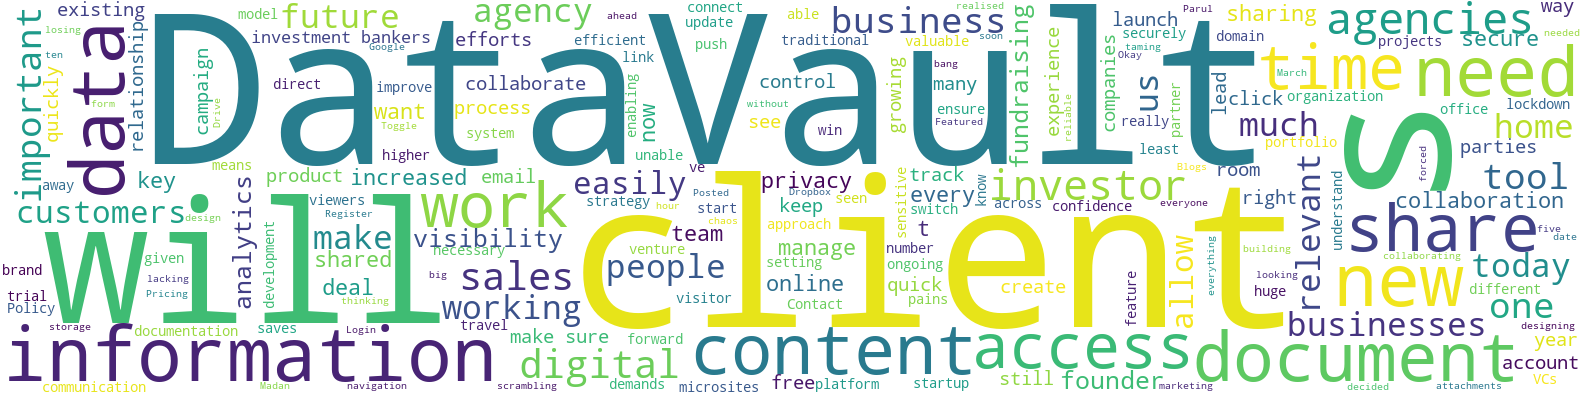 DataVault
will
client
s
data
need
information
content
access
document
share
new
time
work
business
agencies
digital
investor
sales
people
tool
today
one
businesses
important
future
agency
customers
make
working
easily
much
us
home
relevant
existing
model
investment bankers
efforts
efficient
link
connect
update
push
ahead
traditional
able
valuable
control
collaborate
process
want
direct
improve
Google
Toggle
system
enabling
now
see
without
win
many
growing
ensure
bang
Featured
realised
soon
fundraising
experience
reliable
companies
launch
securely
domain
taming
Okay
Parul
really
partner
least
lead
click
sharing
March
organization
projects
secure
way
needed
office
lockdown
parties
portfolio
Blogs
room
right
understand
forced
collaboration
five
date
collaborating
different
designing
year
account
VCs
attachments
decided
huge
looking
building
everything
allow
feature
create
marketing
founder
still
startup
platform
free
microsites
demands
forward
make sure
scrambling
navigation
travel
Login
Madan
saves
documentation
communication
storage
Policy
trial
brand
lacking
Pricing
given
design
away
key
means
product
increased
email
higher
unable
ve
privacy
track
every
know
across
confidence
everyone
switch
sensitive
t
number
ongoing
quick
pains
keep
seen
Dropbox
Posted
start
strategy
hour
chaos
approach
manage
setting
online
Contact
visitor
venture
team
necessary
visibility
big
thinking
deal
shared
viewers
Register
analytics
development
relationship
campaign
Drive
quickly
losing
ten
form